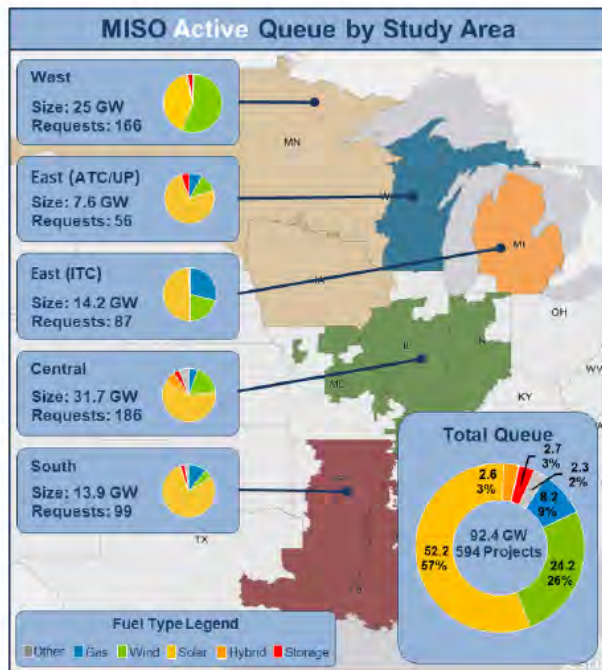 MISO Active Queue by Study Area
West
Size: 25 GW
Requests: 166
East (ATC/UP)
Size: 7.6 GW
Requests: 56
East (ITC)
Size: 14.2 GW
Requests: 87
Central
Size: 31.7 GW
Requests: 186
South
Size: 13.9 GW
Requests: 99
MN
W
IA
MI
OH
IL
WV
KY
TX
Total Queue
2.7
3%
2.3
2%
2.6
3%
8.2
9%
92.4 GW
594 Projects
52.2
57%
24.2
26%
Fuel Type Legend
Other Gas Wind Solar Hybrid Storage